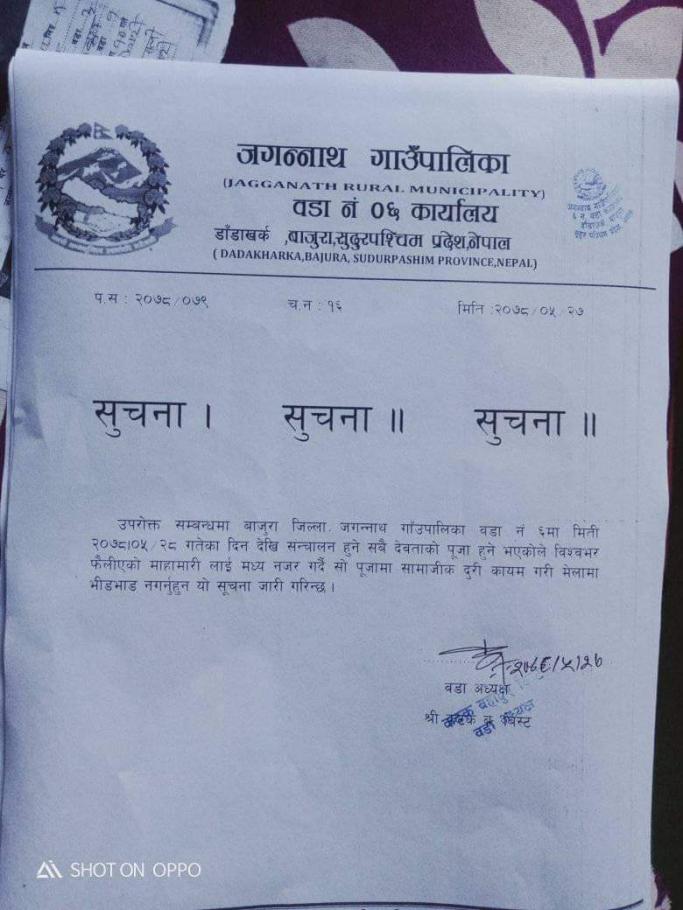 जगन्नाथ गाउँपालिका
(JAGGANATH RURAL MUNICIPALITY)
वडा नं ०६ कार्यालय
डाँडाखर्क ,बाजुरा,सुदुरपश्चिम प्रदेश,नेपाल
( DADAKHARKA,BAJURA, SUDURPASHIM PROVINCE,NEPAL)
प.स : २०७८/०७९ च.न : १६ मिति :२०७८/०५/२७
सुचना । सुचना ॥ सुचना ॥
उपरोक्त सम्बन्धमा बाजुरा जिल्ला. जगन्नाथ गाँउपालिका वडा नं ६मा मिती
२०७८।०५/२८ गतेका दिन देखि संन्चालन हुने सबै देवताको पूजा हुने भएकोले विश्वभर
फैलीएको माहामारी लाई मध्य नजर गर्दै सो पूजामा सामाजीक दुरी कायम गरी मेलामा
भीडभाड नगर्नुहुन यो सूचना जारी गरिन्छ ।
वडा अध्यक्ष
श्री
वडा अध्यक्ष
SHOT ON OPPO